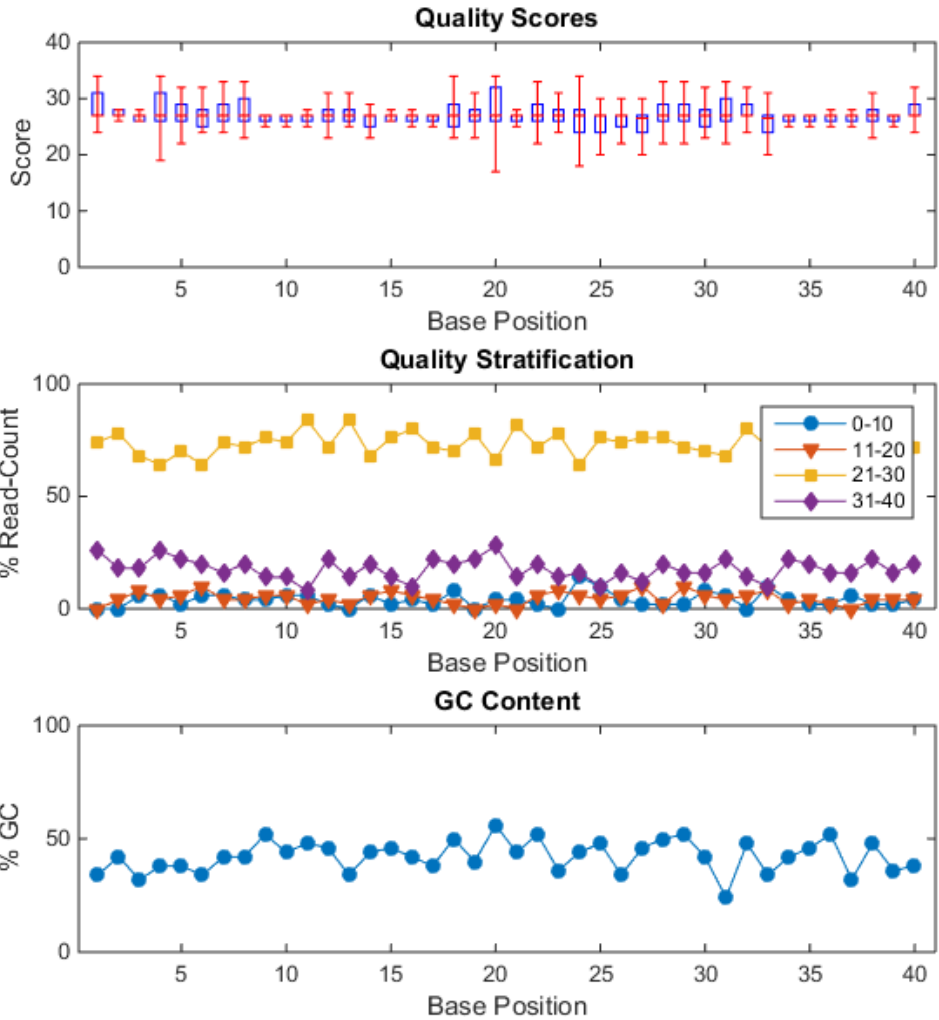 Quality Scores
40
30
20
10
0
Score
5 10 15 20 25 30 35 40
Base Position
Quality Stratification
100
50
0
% Read-Count
0-10
11-20
21-30
31-40
5 10 15 20 25 30 35 40
Base Position
GC Content
100
50
0
% GC
5 10 15 20 25 30 35 40
Base Position